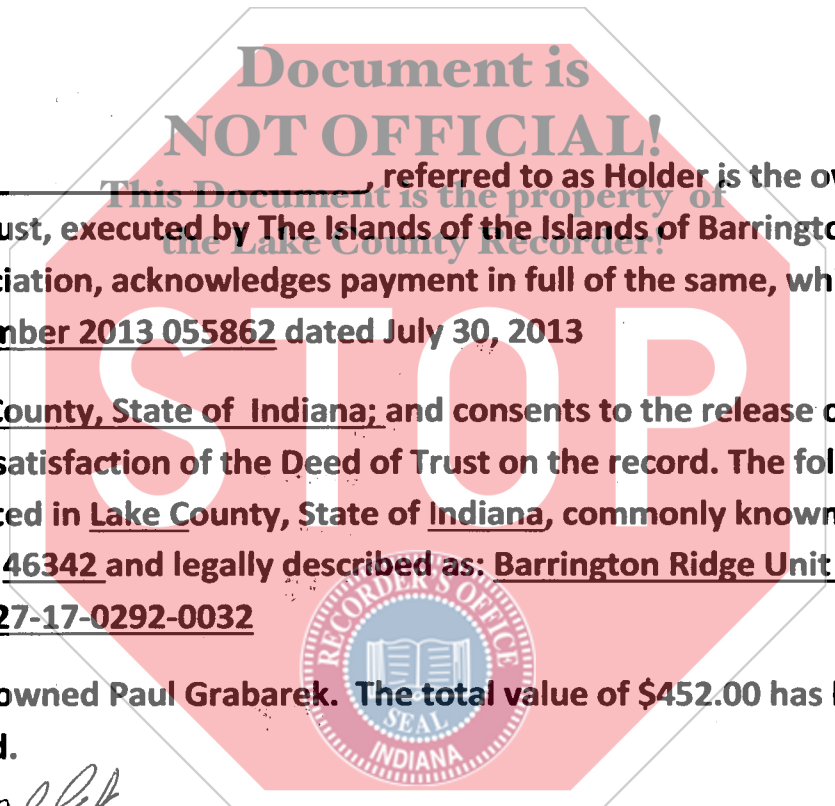 Document is
NOT OFFICIAL!
, referred to as Holder is the
This Document is the property of
ust, executed by The Islands of the Islands of Barringto
the Lake County Recorder!
ciation, acknowledges payment in full of the same, wh
mber 2013 055862 dated July 30, 2013
STOP
County, State of Indiana; and consents to the release
satisfaction of the Deed of Trust on the record. The fol
ted in Lake County, State of Indiana, commonly known
46342 and legally described as: Barrington Ridge Unit
27-17-0292-0032
RECORDER'S OFFICE
owned Paul Grabarek. The total value of $452.00 has
SEAL
INDIANA
d.